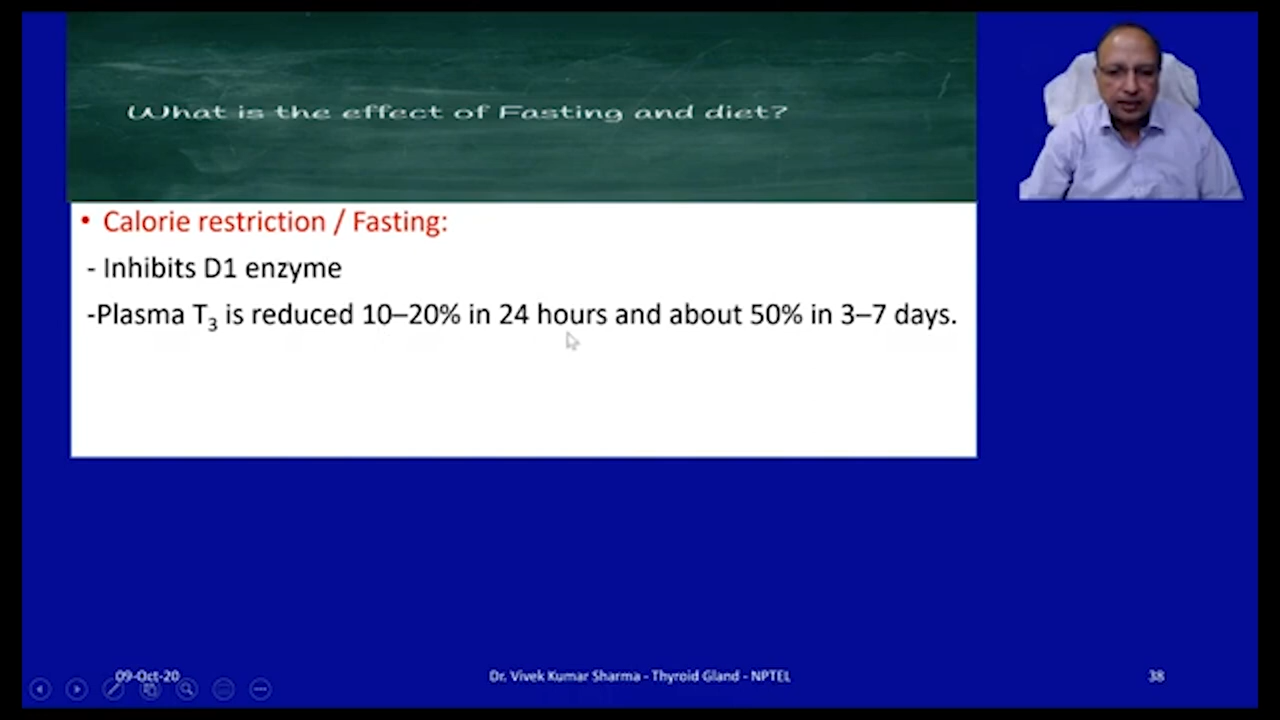 What is the effect of Fasting and diet?
• Calorie restriction / Fasting:
- Inhibits D1 enzyme
-Plasma T₃ is reduced 10–20% in 24 hours and about 50% in 3–7 days.
09-Oct-20
Dr. Vivek Kumar Sharma - Thyroid Gland - NPTEL
38